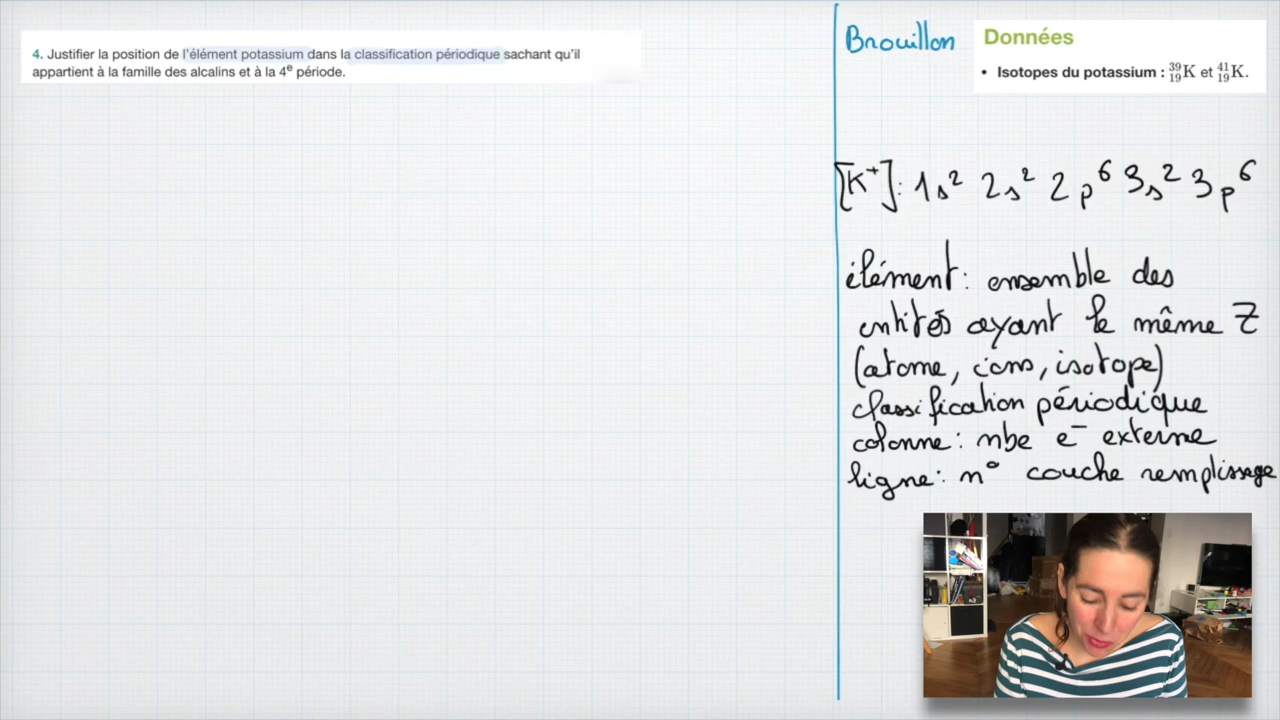 4. Justifier la position de l'élément potassium dans la classification périodique sachant qu'il
appartient à la famille des alcalins et à la 4e période.
Brouillon
Données
• Isotopes du potassium : ³⁹₁₉K et ⁴¹₁₉K.
[K⁺]: 1s² 2s² 2p⁶ 3s² 3p⁶
élément: ensemble des
entités ayant le même Z
(atome, ions, isotope)
classification périodique
colonne: nbe e⁻ externe
ligne: n° couche remplissage